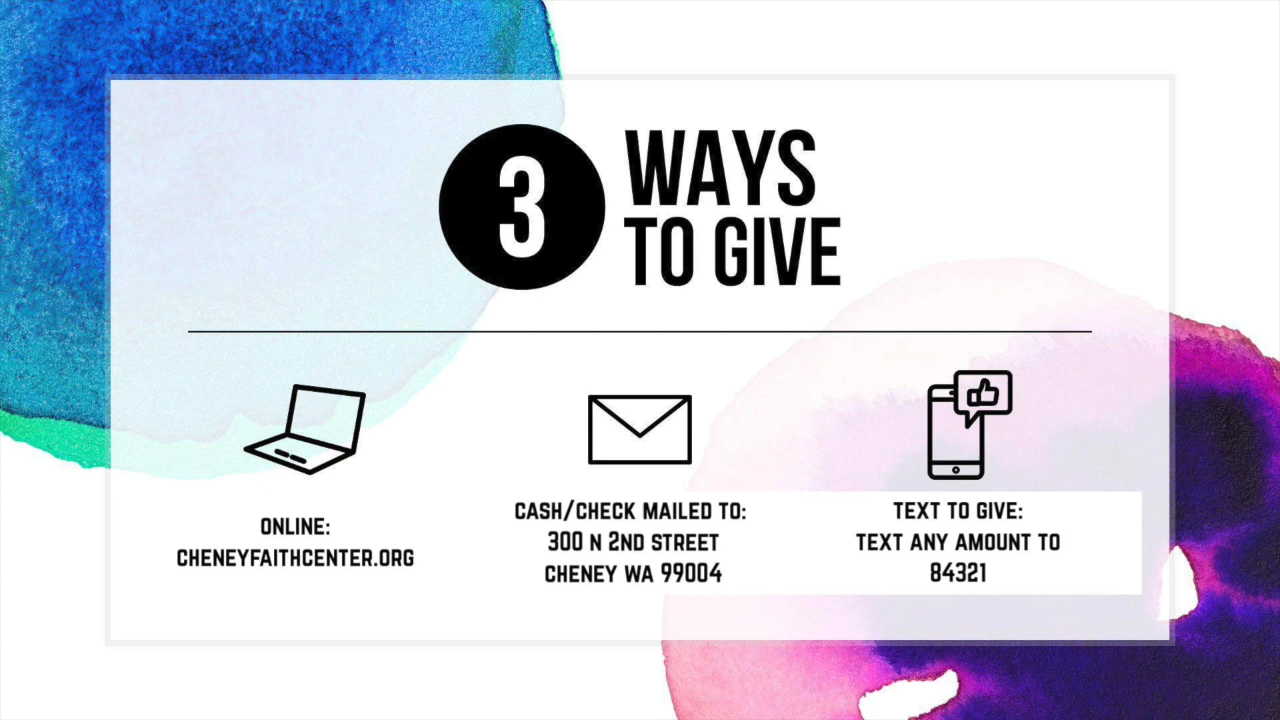 3 WAYS
TO GIVE
ONLINE:
CHENEYFAITHCENTER.ORG
CASH/CHECK MAILED TO:
300 N 2ND STREET
CHENEY WA 99004
TEXT TO GIVE:
TEXT ANY AMOUNT TO
84321